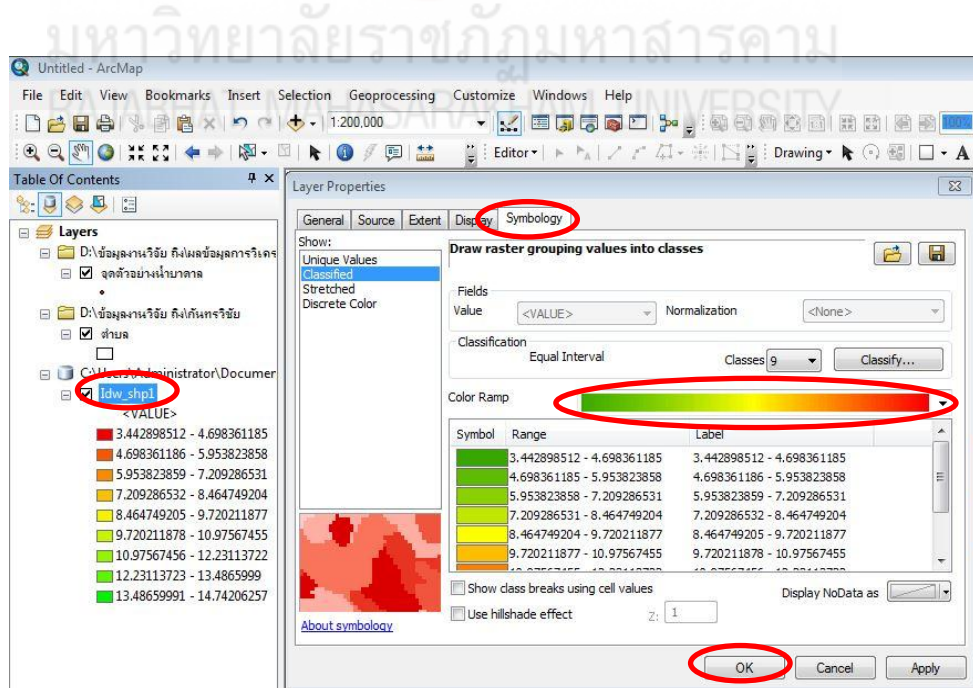 มหาวิทยาลัยราชภัฏมหาสารคาม
RAJABHAT MAHASARAKHAM UNIVERSITY
Untitled - ArcMap
File Edit View Bookmarks Insert Selection Geoprocessing Customize Windows Help
1:200,000
100%
Editor
Drawing
A
Table Of Contents
Layers
D:\ข้อมูลงานวิจัย กิ่ง\ผลข้อมูลการวิเคร
จุดตัวอย่างน้ำบาดาล
D:\ข้อมูลงานวิจัย กิ่ง\กันทรวิชัย
ตำบล
C:\Users\Administrator\Documen
Idw_shp1
<VALUE>
3.442898512 - 4.698361185
4.698361186 - 5.953823858
5.953823859 - 7.209286531
7.209286532 - 8.464749204
8.464749205 - 9.720211877
9.720211878 - 10.97567455
10.97567456 - 12.23113722
12.23113723 - 13.4865999
13.48659991 - 14.74206257
Layer Properties
General Source Extent Display Symbology
Show:
Unique Values
Classified
Stretched
Discrete Color
About symbology
Draw raster grouping values into classes
Fields
Value <VALUE> Normalization <None>
Classification
Equal Interval Classes 9 Classify...
Color Ramp
Symbol Range Label
3.442898512 - 4.698361185 3.442898512 - 4.698361185
4.698361185 - 5.953823858 4.698361186 - 5.953823858
5.953823858 - 7.209286531 5.953823859 - 7.209286531
7.209286531 - 8.464749204 7.209286532 - 8.464749204
8.464749204 - 9.720211877 8.464749205 - 9.720211877
9.720211877 - 10.97567455 9.720211878 - 10.97567455
Show class breaks using cell values Display NoData as
Use hillshade effect Z: 1
OK Cancel Apply